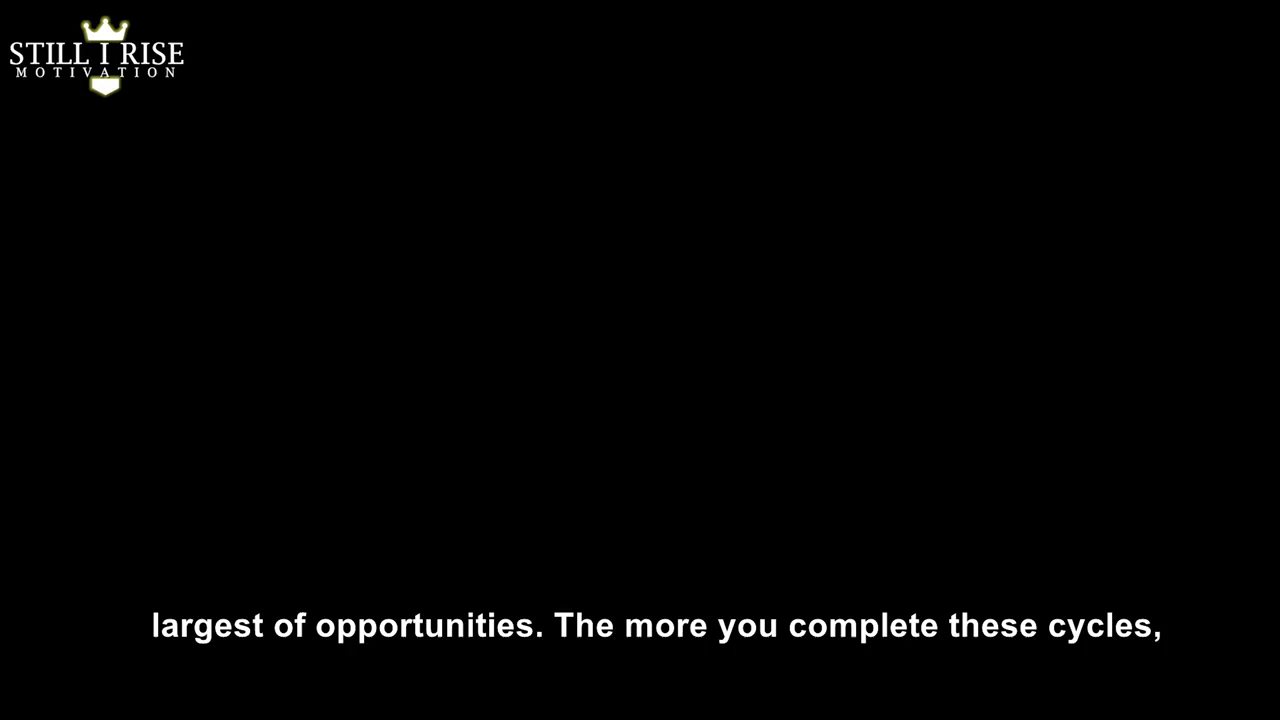 STILL I RISE
MOTIVATION
largest of opportunities. The more you complete these cycles,